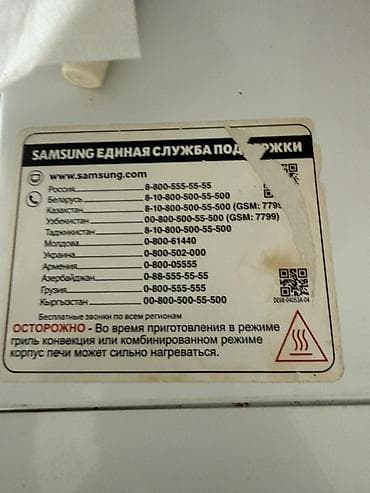 SAMSUNG ЕДИНАЯ СЛУЖБА ПОДДЕРЖКИ
www.samsung.com
Россия 8-800-555-55-55
Беларусь 8-10-800-500-55-500
Казахстан 8-10-800-500-55-500 (GSM: 7799
Узбекистан 00-800-500-55-500 (GSM: 7799)
Таджикистан 8-10-800-500-55-500
Молдова 0-800-61440
Украина 0-800-502-000
Армения 0-800-05555
Азербайджан 0-88-555-55-55
Грузия 0-800-555-555
Кыргызстан 00-800-500-55-500
DE68-04053A-04
Бесплатные звонки по всем регионам
ОСТОРОЖНО - Во время приготовления в режиме
гриль конвекция или комбинированном режиме
корпус печи может сильно нагреваться.